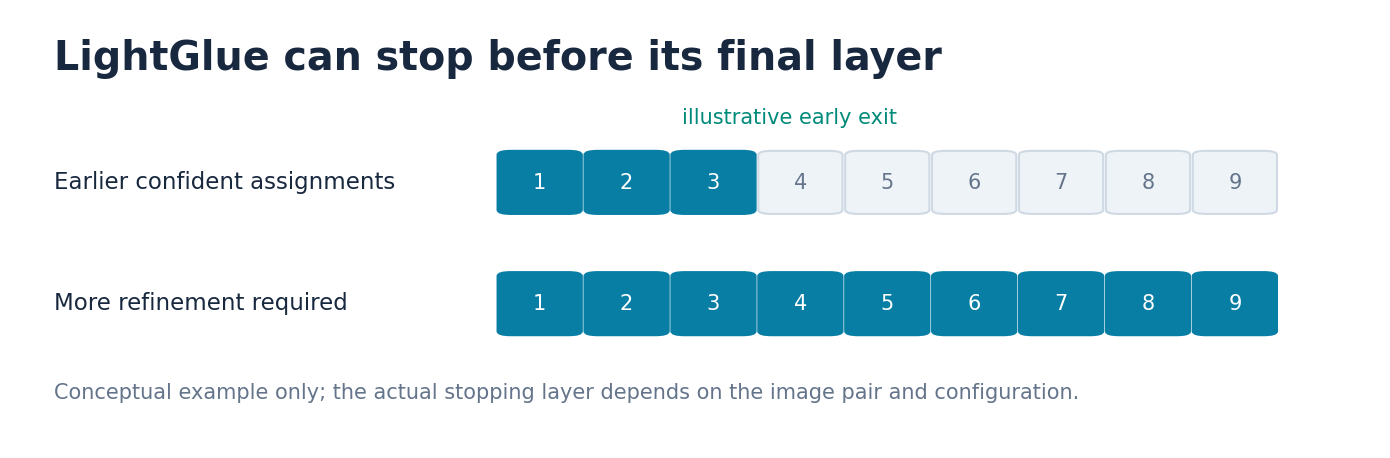 LightGlue can stop before its final layer
illustrative early exit
Earlier confident assignments 1 2 3 4 5 6 7 8 9
More refinement required 1 2 3 4 5 6 7 8 9
Conceptual example only; the actual stopping layer depends on the image pair and configuration.